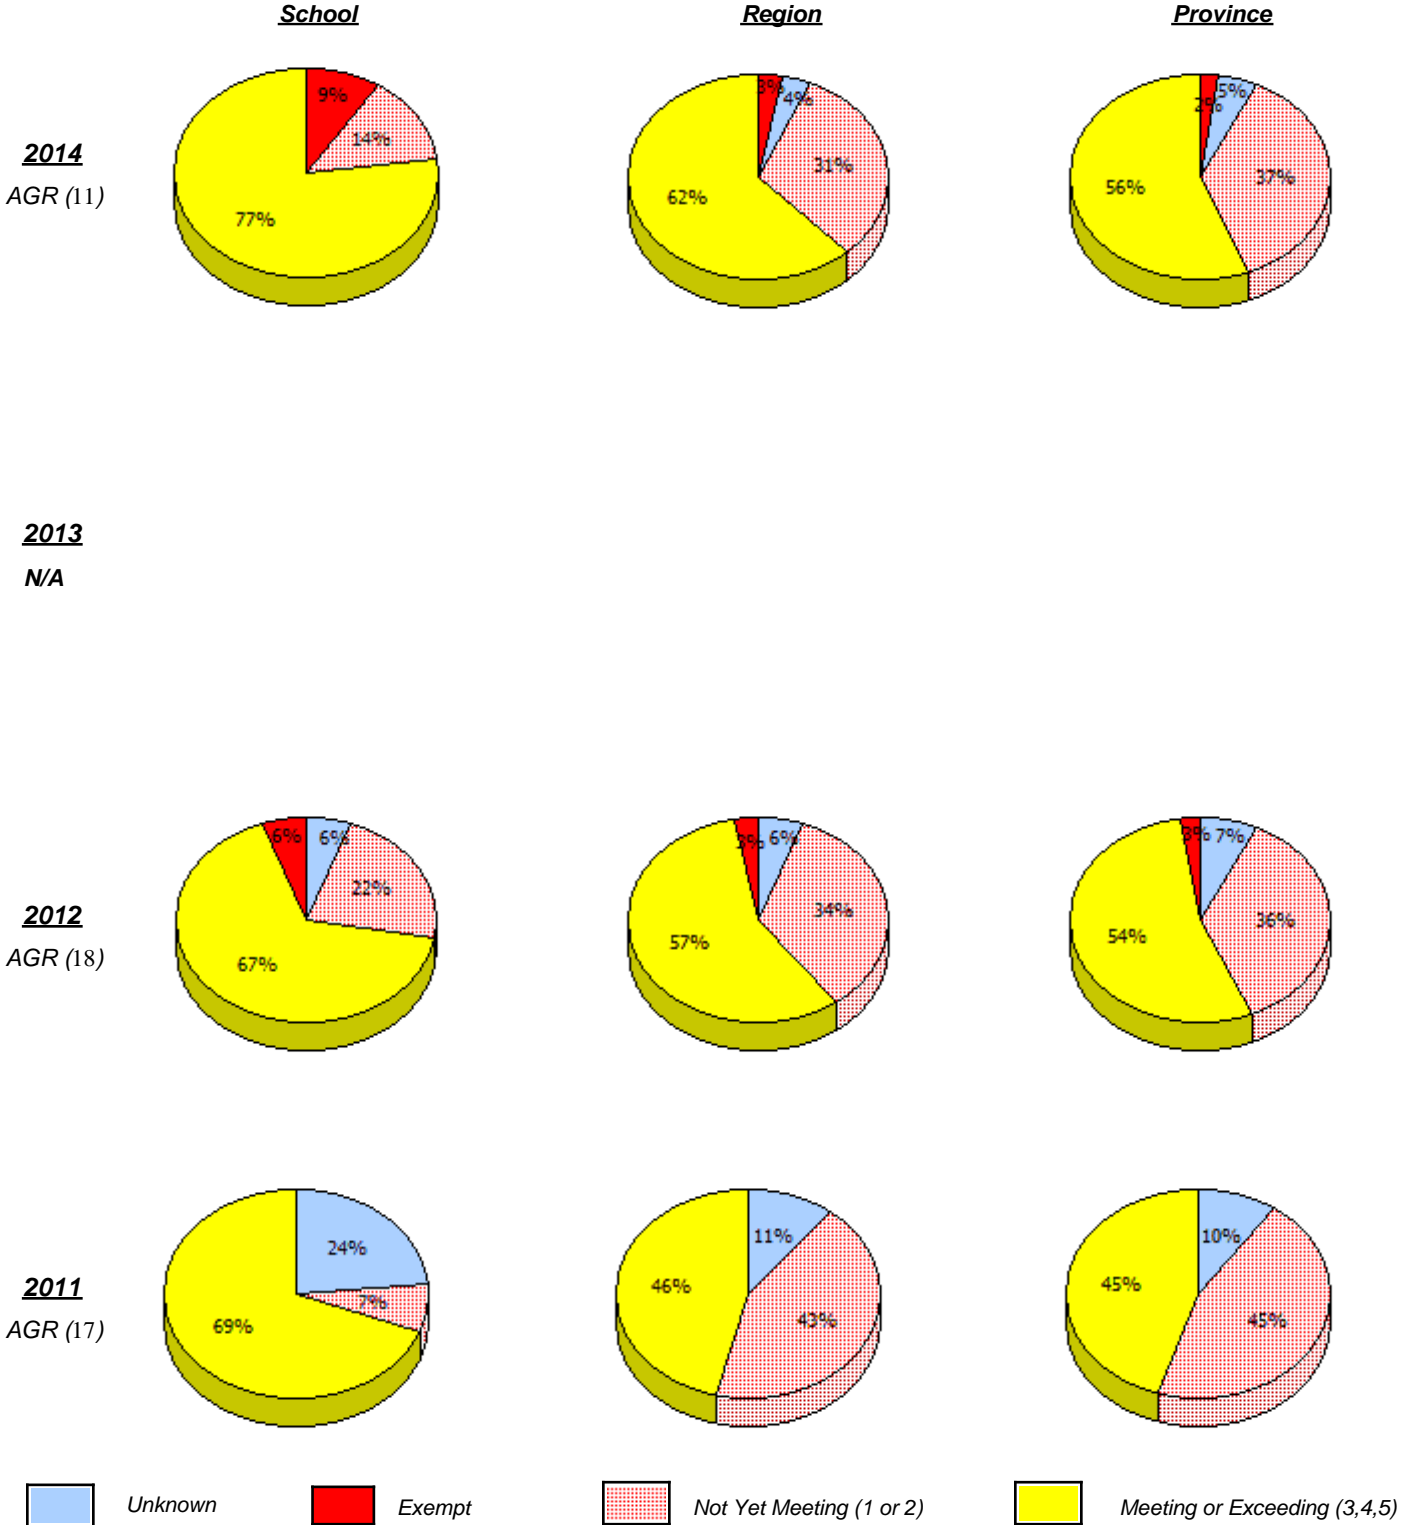 School Region Province
9% 3% 4% 2% 5%
14% 31% 37%
2014
AGR (11)
77% 62% 56%
2013
N/A
6% 6% 3% 6% 3% 7%
22% 34% 36%
2012
AGR (18)
67% 57% 54%
24% 11% 10%
2011
7% 46% 43% 45% 45%
AGR (17)
69%
Unknown Exempt Not Yet Meeting (1 or 2) Meeting or Exceeding (3,4,5)